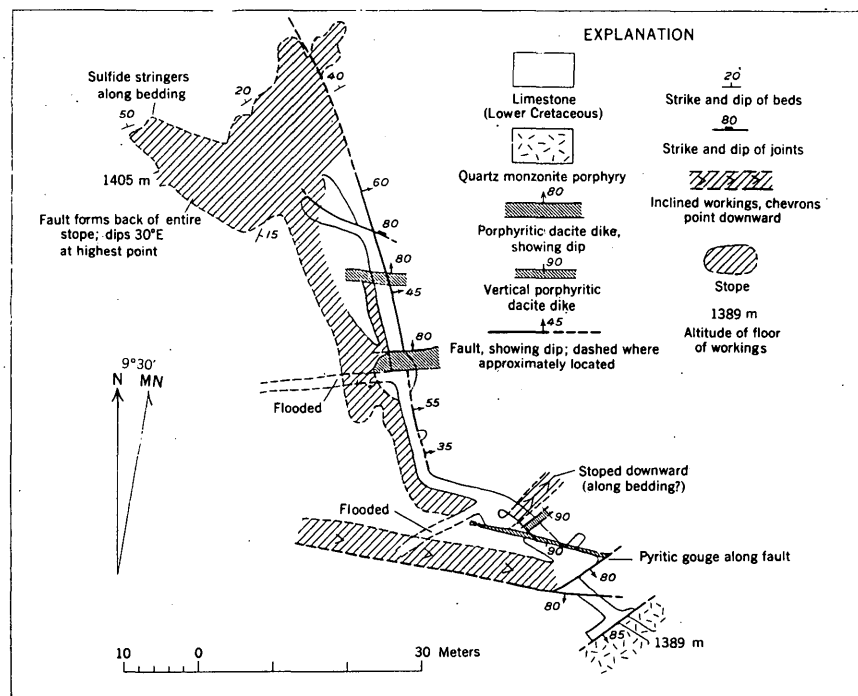 EXPLANATION
Limestone
(Lower Cretaceous)
Quartz monzonite porphyry
80
Porphyritic dacite dike,
showing dip
90
Vertical porphyritic
dacite dike
45
Fault, showing dip; dashed where
approximately located
20
Strike and dip of beds
80
Strike and dip of joints
Inclined workings, chevrons
point downward
Stope
1389 m
Altitude of floor
of workings
Sulfide stringers
along bedding
50
20
40
1405 m
60
Fault forms back of entire
stope; dips 30°E
at highest point
15
80
80
45
80
9°30'
N MN
Flooded
55
35
Stoped downward
(along bedding?)
Flooded
90
90
Pyritic gouge along fault
80
80
85
1389 m
10 0 30 Meters